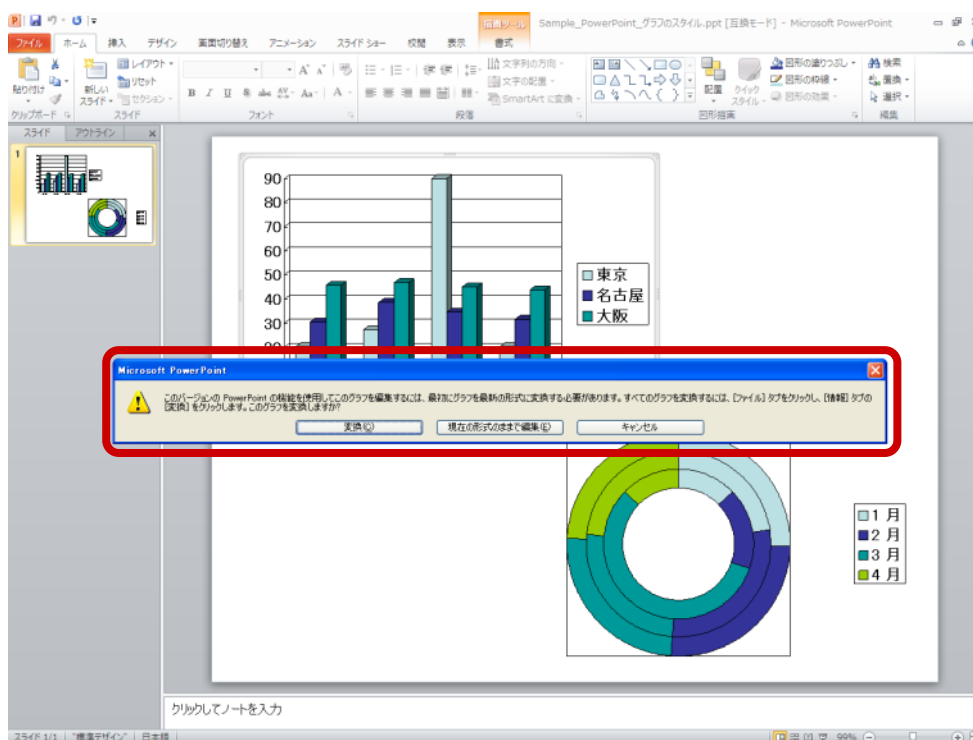 描画ツール
Sample_PowerPoint_グラフのスタイル.ppt [互換モード] - Microsoft PowerPoint
ファイル ホーム 挿入 デザイン 画面切り替え アニメーション スライド ショー 校閲 表示 書式
貼り付け
新しい
スライド
レイアウト
リセット
セクション
B I U S abc AV Aa A
文字列の方向
文字の配置
SmartArt に変換
配置
クイック
スタイル
図形の塗りつぶし
図形の枠線
図形の効果
検索
置換
選択
クリップボード スライド フォント 段落 図形描画 編集
スライド アウトライン
1
90
80
70
60
50
40
30
20
東京
名古屋
大阪
Microsoft PowerPoint
このバージョンの PowerPoint の機能を使用してこのグラフを編集するには、最初にグラフを最新の形式に変換する必要があります。すべてのグラフを変換するには、[ファイル] タブをクリックし、[情報] タブの
[変換] をクリックします。このグラフを変換しますか?
変換(C) 現在の形式のままで編集(E) キャンセル
1 月
2 月
3 月
4 月
クリックしてノートを入力
スライド 1/1 "標準デザイン" 日本語 99%